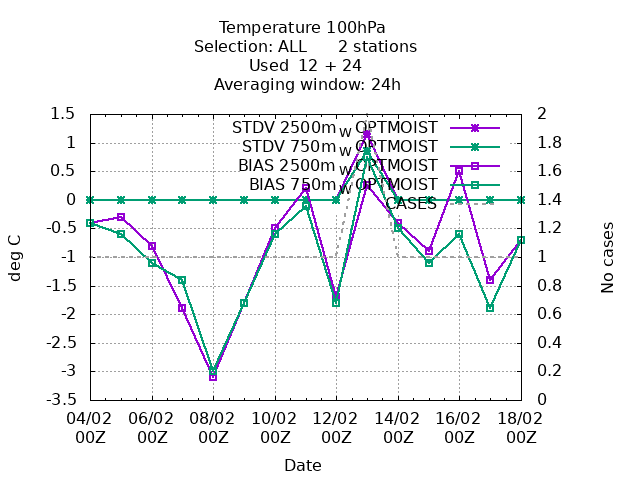 Temperature 100hPa
Selection: ALL 2 stations
Used 12 + 24
Averaging window: 24h
STDV 2500m_W OPTMOIST
STDV 750m_W OPTMOIST
BIAS 2500m_W OPTMOIST
BIAS 750m_W OPTMOIST
CASES
1.5
1
0.5
0
-0.5
-1
-1.5
-2
-2.5
-3
-3.5
deg C
2
1.8
1.6
1.4
1.2
1
0.8
0.6
0.4
0.2
0
No cases
04/02 06/02 08/02 10/02 12/02 14/02 16/02 18/02
00Z 00Z 00Z 00Z 00Z 00Z 00Z 00Z
Date